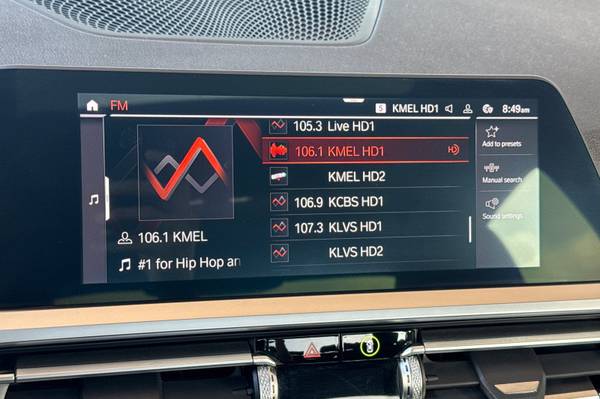 FM
S KMEL HD1 8:49am
105.3 Live HD1
106.1 KMEL HD1
KMEL HD2
106.9 KCBS HD1
107.3 KLVS HD1
KLVS HD2
106.1 KMEL
#1 for Hip Hop an
Add to presets
Manual search
Sound settings